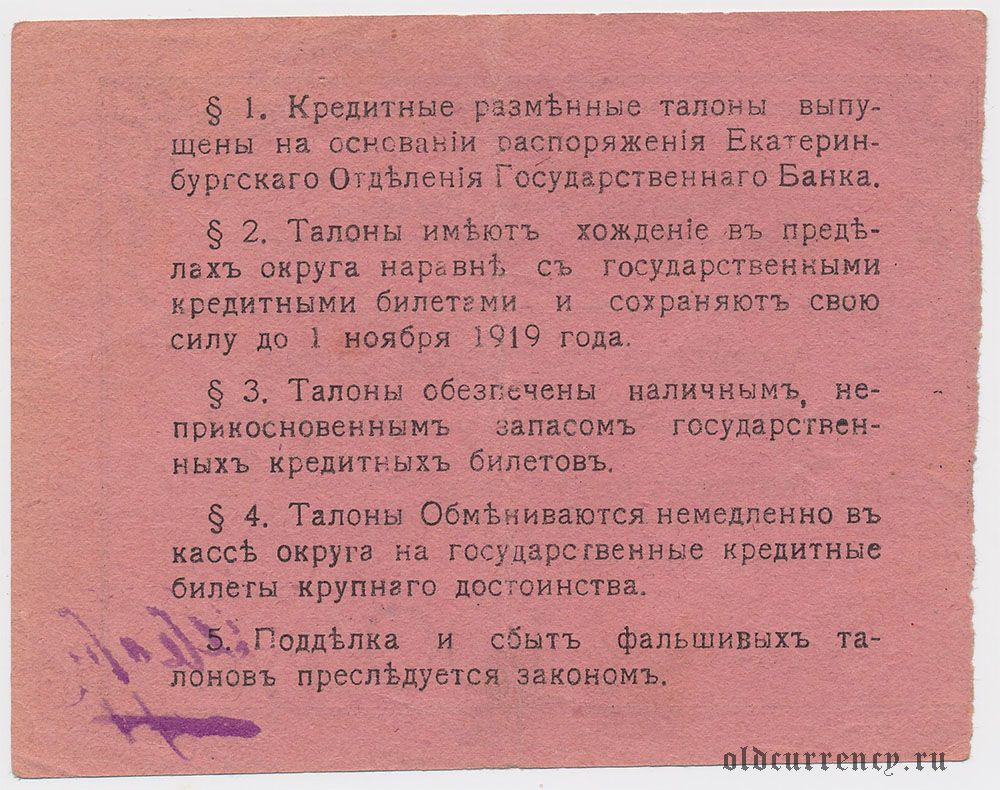 § 1. Кредитные размѣнные талоны выпу-
щены на основаніи распоряженія Екатерин-
бургскаго Отдѣленія Государственнаго Банка.
§ 2. Талоны имѣютъ хожденіе въ предѣ-
лахъ округа наравнѣ съ государственными
кредитными билетами и сохраняютъ свою
силу до 1 ноября 1919 года.
§ 3. Талоны обезпечены наличнымъ, не-
прикосновеннымъ запасомъ государствен-
ныхъ кредитныхъ билетовъ.
§ 4. Талоны Обмѣниваются немедленно въ
кассѣ округа на государственные кредитные
билеты крупнаго достоинства.
5. Поддѣлка и сбытъ фальшивыхъ та-
лоновъ преслѣдуется закономъ.
oldcurrency.ru